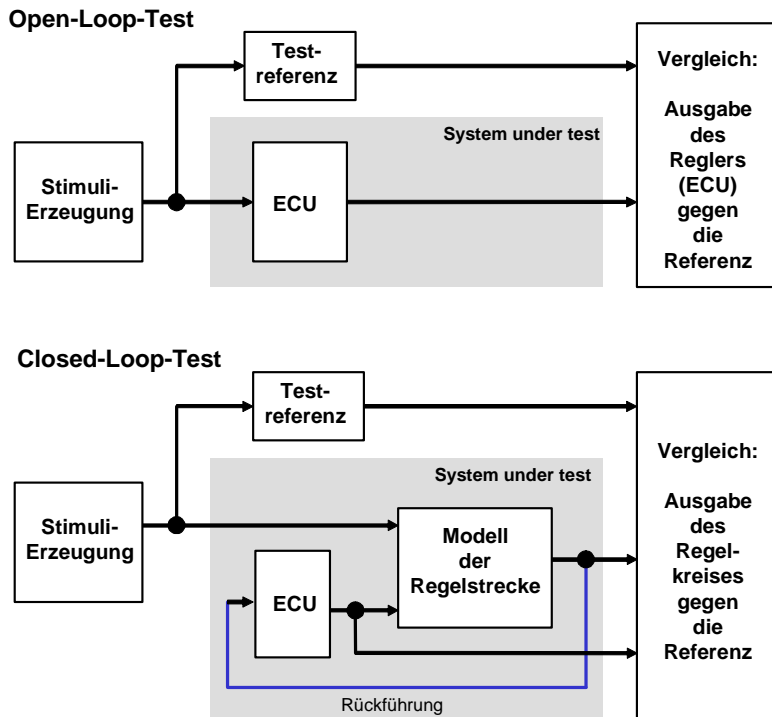 Open-Loop-Test
Test-
referenz
Vergleich:
Ausgabe
des
Reglers
(ECU)
gegen
die
Referenz
System under test
Stimuli-
Erzeugung
ECU
Closed-Loop-Test
Test-
referenz
Vergleich:
Ausgabe
des
Regel-
kreises
gegen
die
Referenz
System under test
Stimuli-
Erzeugung
Modell
der
Regelstrecke
ECU
Rückführung